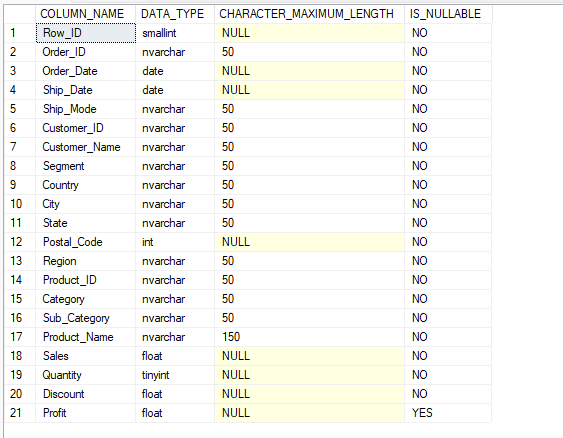 COLUMN_NAME DATA_TYPE CHARACTER_MAXIMUM_LENGTH IS_NULLABLE
1 Row_ID smallint NULL NO
2 Order_ID nvarchar 50 NO
3 Order_Date date NULL NO
4 Ship_Date date NULL NO
5 Ship_Mode nvarchar 50 NO
6 Customer_ID nvarchar 50 NO
7 Customer_Name nvarchar 50 NO
8 Segment nvarchar 50 NO
9 Country nvarchar 50 NO
10 City nvarchar 50 NO
11 State nvarchar 50 NO
12 Postal_Code int NULL NO
13 Region nvarchar 50 NO
14 Product_ID nvarchar 50 NO
15 Category nvarchar 50 NO
16 Sub_Category nvarchar 50 NO
17 Product_Name nvarchar 150 NO
18 Sales float NULL NO
19 Quantity tinyint NULL NO
20 Discount float NULL NO
21 Profit float NULL YES